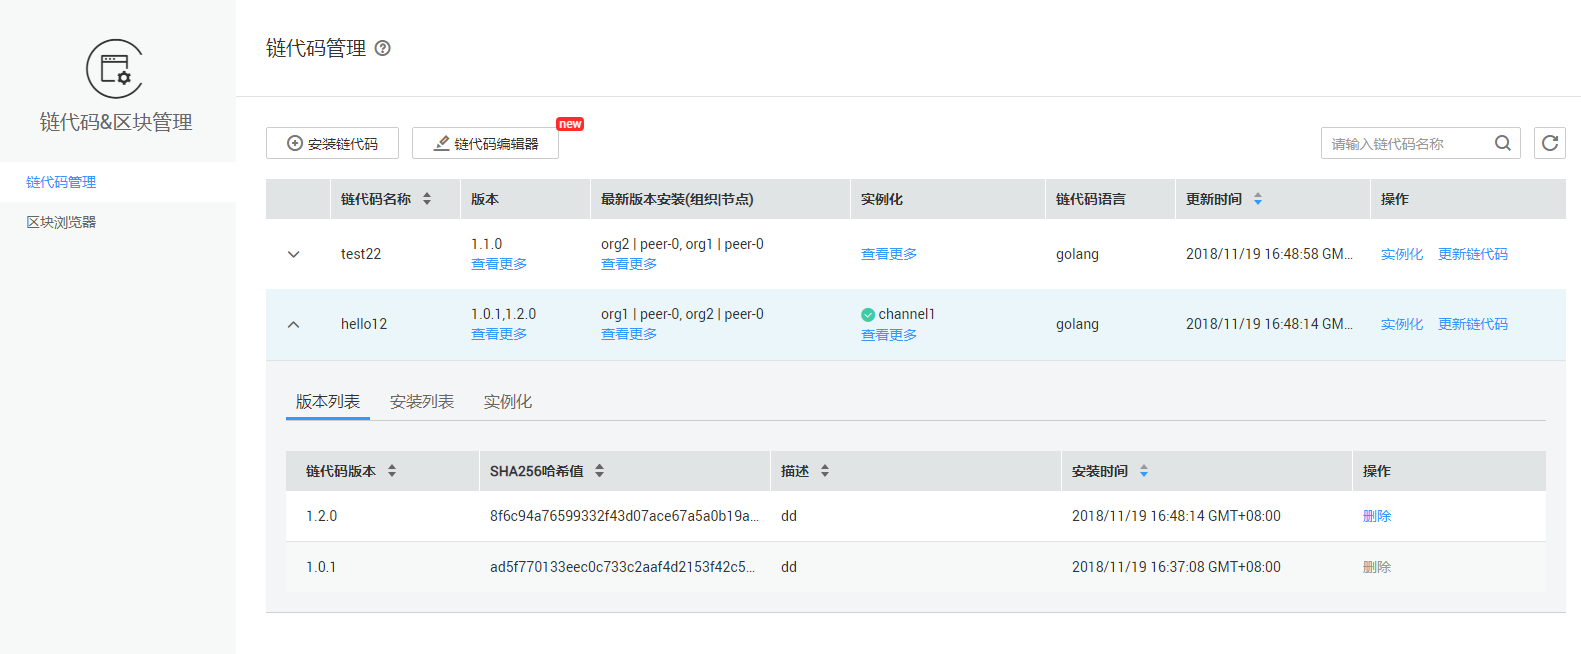 链代码&区块管理
链代码管理
区块浏览器
链代码管理
安装链代码
链代码编辑器
new
请输入链代码名称
链代码名称 版本 最新版本安装(组织|节点) 实例化 链代码语言 更新时间 操作
test22 1.1.0 查看更多 org2 | peer-0, org1 | peer-0 查看更多 查看更多 golang 2018/11/19 16:48:58 GM... 实例化 更新链代码
hello12 1.0.1,1.2.0 查看更多 org1 | peer-0, org2 | peer-0 查看更多 channel1 查看更多 golang 2018/11/19 16:48:14 GM... 实例化 更新链代码
版本列表 安装列表 实例化
链代码版本 SHA256哈希值 描述 安装时间 操作
1.2.0 8f6c94a76599332f43d07ace67a5a0b19a... dd 2018/11/19 16:48:14 GMT+08:00 删除
1.0.1 ad5f770133eec0c733c2aaf4d2153f42c5... dd 2018/11/19 16:37:08 GMT+08:00 删除